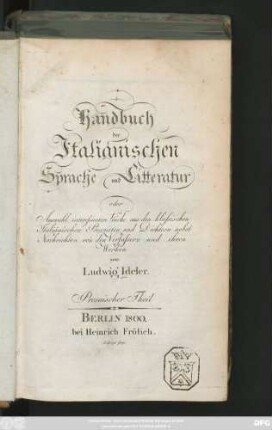 Handbuch
der
Italiänischen
Sprache und Litteratur
oder
Auswahl interessanter Stücke aus den klassischen
Italiänischen Prosaisten und Dichtern nebst
Nachrichten von den Verfassern und ihren
Werken
von
Ludwig Ideler.
Prosaischer Theil
BERLIN 1800.
bei Heinrich Frölich.